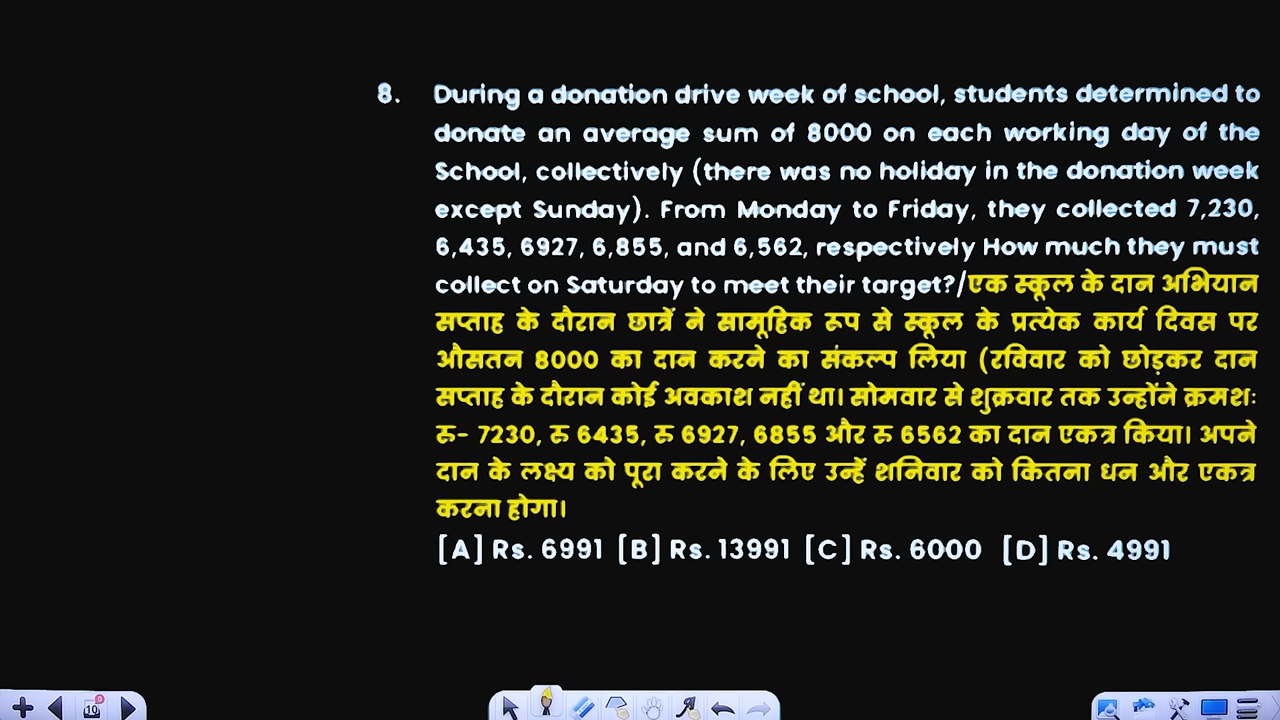 8. During a donation drive week of school, students determined to
donate an average sum of 8000 on each working day of the
School, collectively (there was no holiday in the donation week
except Sunday). From Monday to Friday, they collected 7,230,
6,435, 6927, 6,855, and 6,562, respectively How much they must
collect on Saturday to meet their target?/एक स्कूल के दान अभियान
सप्ताह के दौरान छात्रें ने सामूहिक रूप से स्कूल के प्रत्येक कार्य दिवस पर
औसतन 8000 का दान करने का संकल्प लिया (रविवार को छोड़कर दान
सप्ताह के दौरान कोई अवकाश नहीं था। सोमवार से शुक्रवार तक उन्होंने क्रमशः
रु- 7230, रु 6435, रु 6927, 6855 और रु 6562 का दान एकत्र किया। अपने
दान के लक्ष्य को पूरा करने के लिए उन्हें शनिवार को कितना धन और एकत्र
करना होगा।
[A] Rs. 6991 [B] Rs. 13991 [C] Rs. 6000 [D] Rs. 4991
10